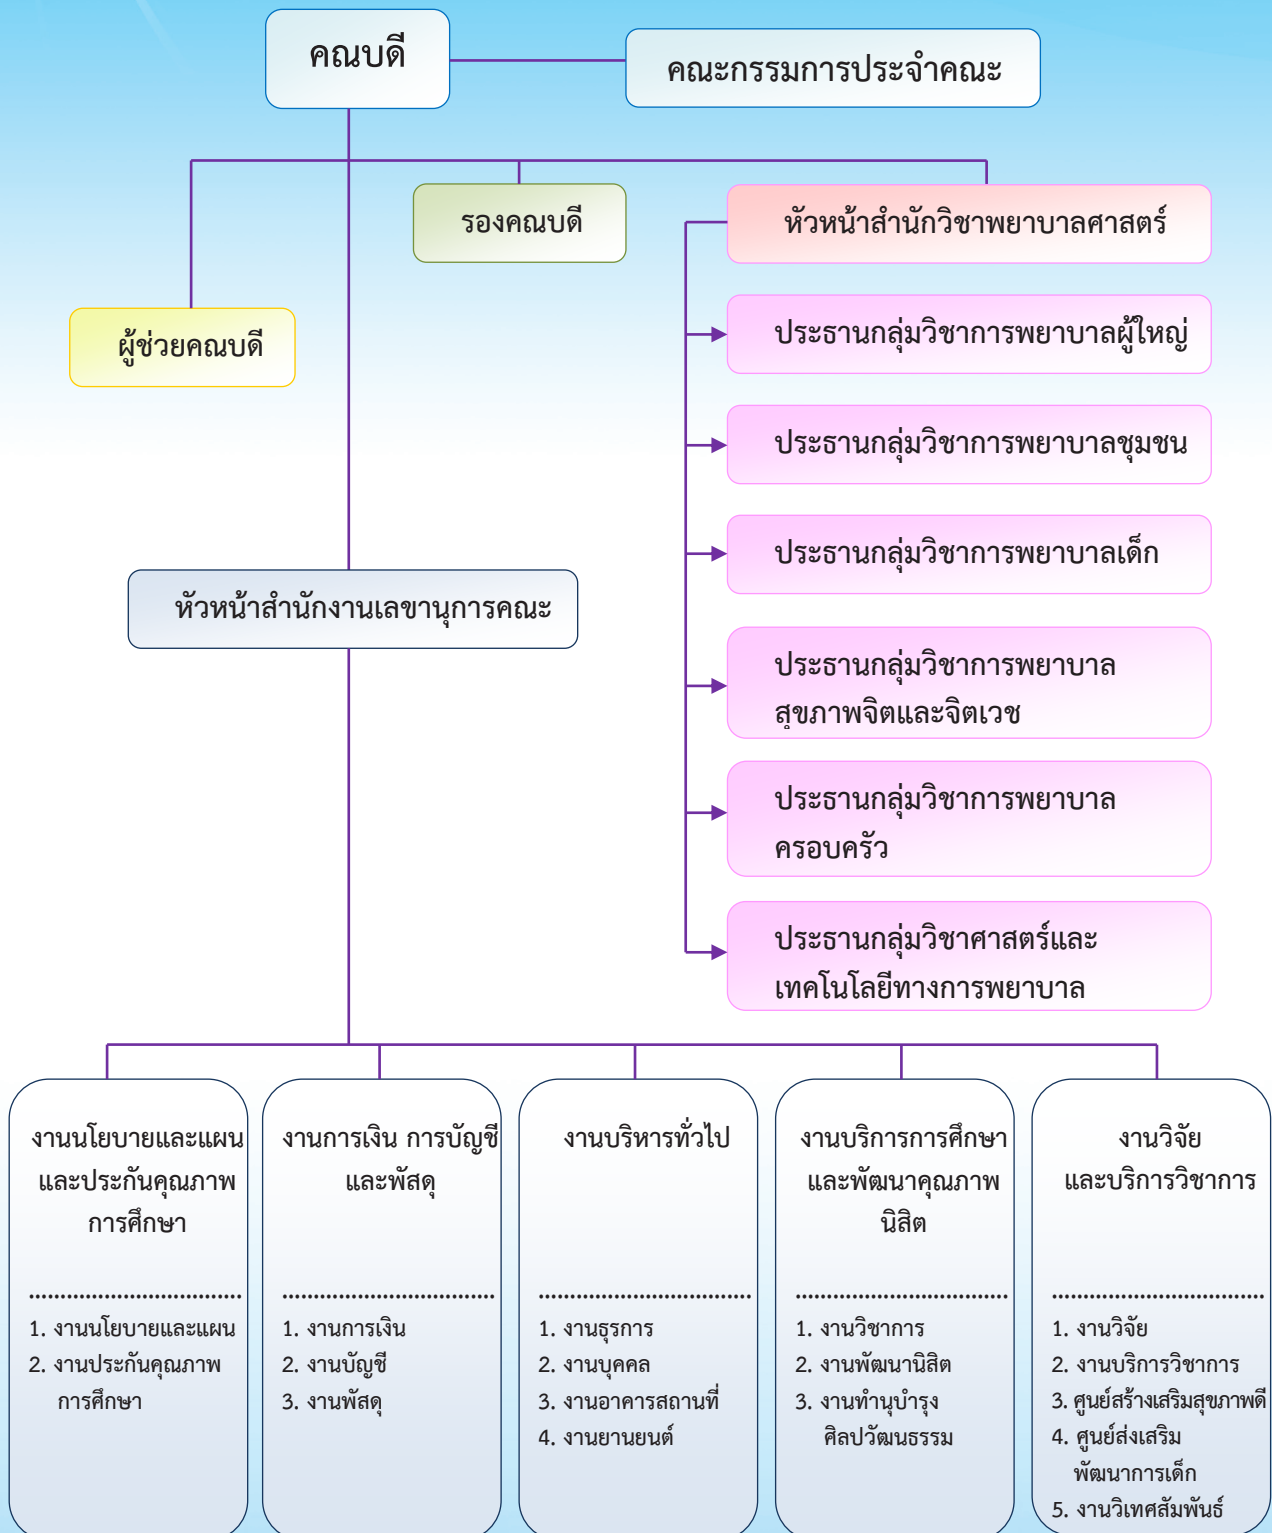 คณบดี
คณะกรรมการประจำคณะ
รองคณบดี
หัวหน้าสำนักวิชาพยาบาลศาสตร์
ผู้ช่วยคณบดี
ประธานกลุ่มวิชาการพยาบาลผู้ใหญ่
ประธานกลุ่มวิชาการพยาบาลชุมชน
ประธานกลุ่มวิชาการพยาบาลเด็ก
หัวหน้าสำนักงานเลขานุการคณะ
ประธานกลุ่มวิชาการพยาบาล
สุขภาพจิตและจิตเวช
ประธานกลุ่มวิชาการพยาบาล
ครอบครัว
ประธานกลุ่มวิชาศาสตร์และ
เทคโนโลยีทางการพยาบาล
งานนโยบายและแผน
และประกันคุณภาพ
การศึกษา
..................................
1. งานนโยบายและแผน
2. งานประกันคุณภาพ
การศึกษา
งานการเงิน การบัญชี
และพัสดุ
..................................
1. งานการเงิน
2. งานบัญชี
3. งานพัสดุ
งานบริหารทั่วไป
..................................
1. งานธุรการ
2. งานบุคคล
3. งานอาคารสถานที่
4. งานยานยนต์
งานบริการการศึกษา
และพัฒนาคุณภาพ
นิสิต
..................................
1. งานวิชาการ
2. งานพัฒนานิสิต
3. งานทำนุบำรุง
ศิลปวัฒนธรรม
งานวิจัย
และบริการวิชาการ
..................................
1. งานวิจัย
2. งานบริการวิชาการ
3. ศูนย์สร้างเสริมสุขภาพดี
4. ศูนย์ส่งเสริม
พัฒนาการเด็ก
5. งานวิเทศสัมพันธ์